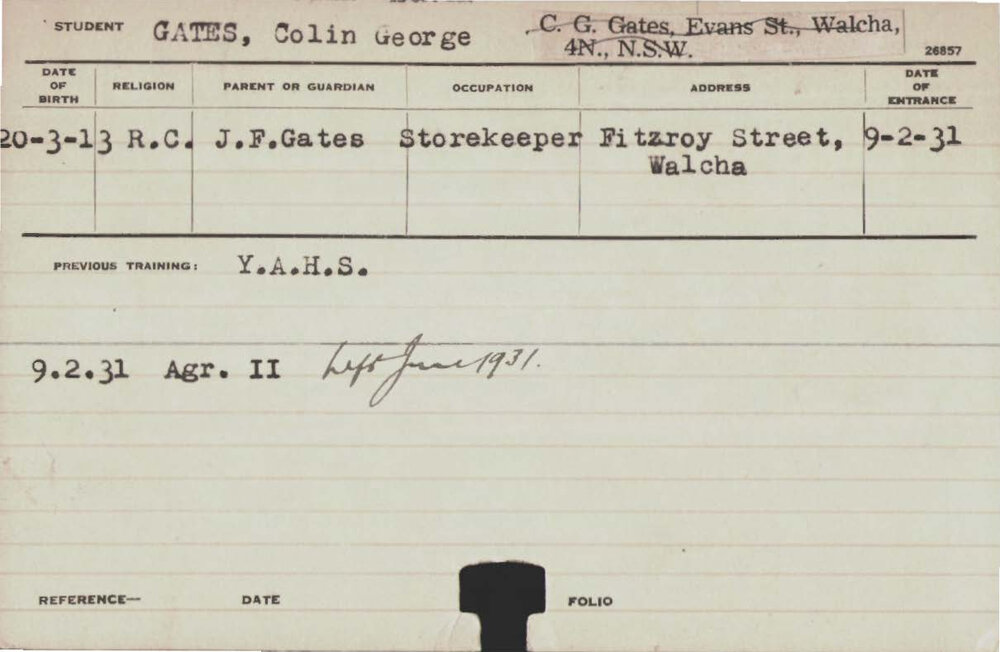 STUDENT GATES, Colin George C. G. Gates, Evans St., Walcha,
4N., N.S.W.
26857
DATE OF BIRTH RELIGION PARENT OR GUARDIAN OCCUPATION ADDRESS DATE OF ENTRANCE
20-3-13 R.C. J.F.Gates Storekeeper Fitzroy Street, 9-2-31
Walcha
PREVIOUS TRAINING: Y.A.H.S.
9.2.31 Agr. II Left June 1931.
REFERENCE— DATE FOLIO